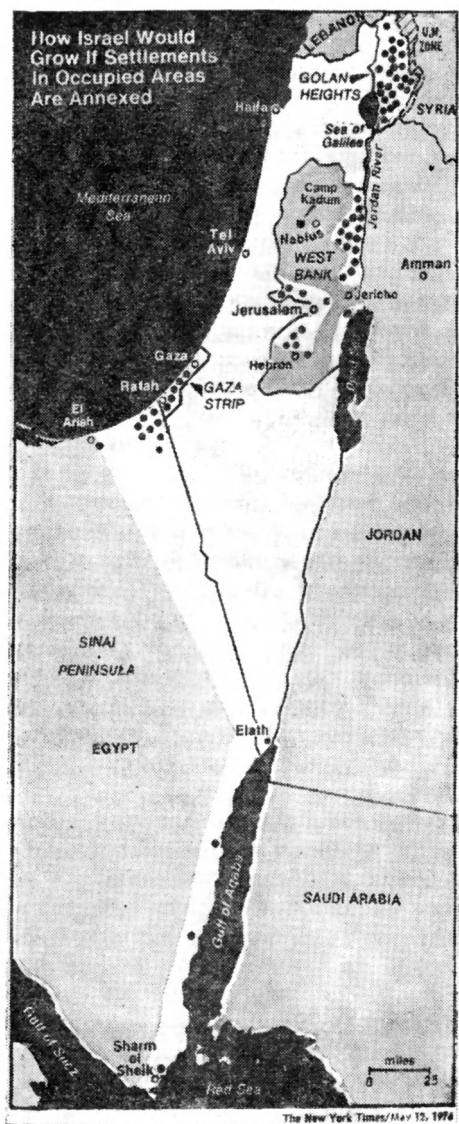 How Israel Would
Grow If Settlements
In Occupied Areas
Are Annexed
LEBANON
U.N.
ZONE
GOLAN
HEIGHTS
SYRIA
Haifa
Sea of
Galilee
Mediterranean
Sea
Jordan River
Camp
Kadum
Nablus
Tel
Aviv
WEST
BANK
Amman
Jericho
Jerusalem
Gaza
Hebron
Rafah
GAZA
STRIP
El
Arish
JORDAN
SINAI
PENINSULA
EGYPT
Elath
Gulf of Aqaba
SAUDI ARABIA
Gulf of Suez
Sharm
el
Sheik
miles
0 25
Red Sea
The New York Times/May 12, 1976